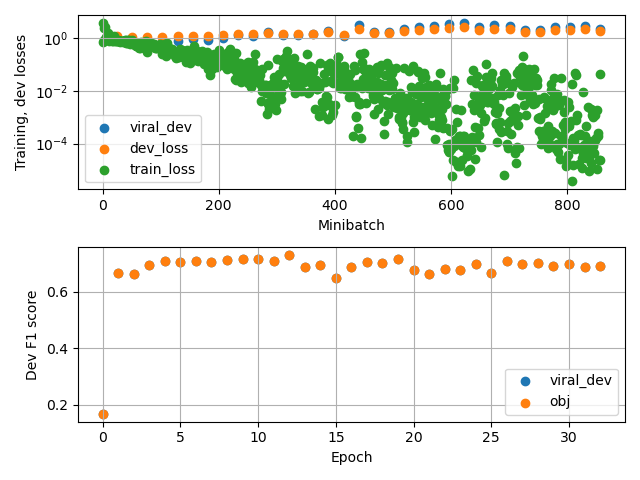 Training, dev losses
10⁰
10⁻²
10⁻⁴
viral_dev
dev_loss
train_loss
0 200 400 600 800
Minibatch
Dev F1 score
0.6
0.4
0.2
viral_dev
obj
0 5 10 15 20 25 30
Epoch